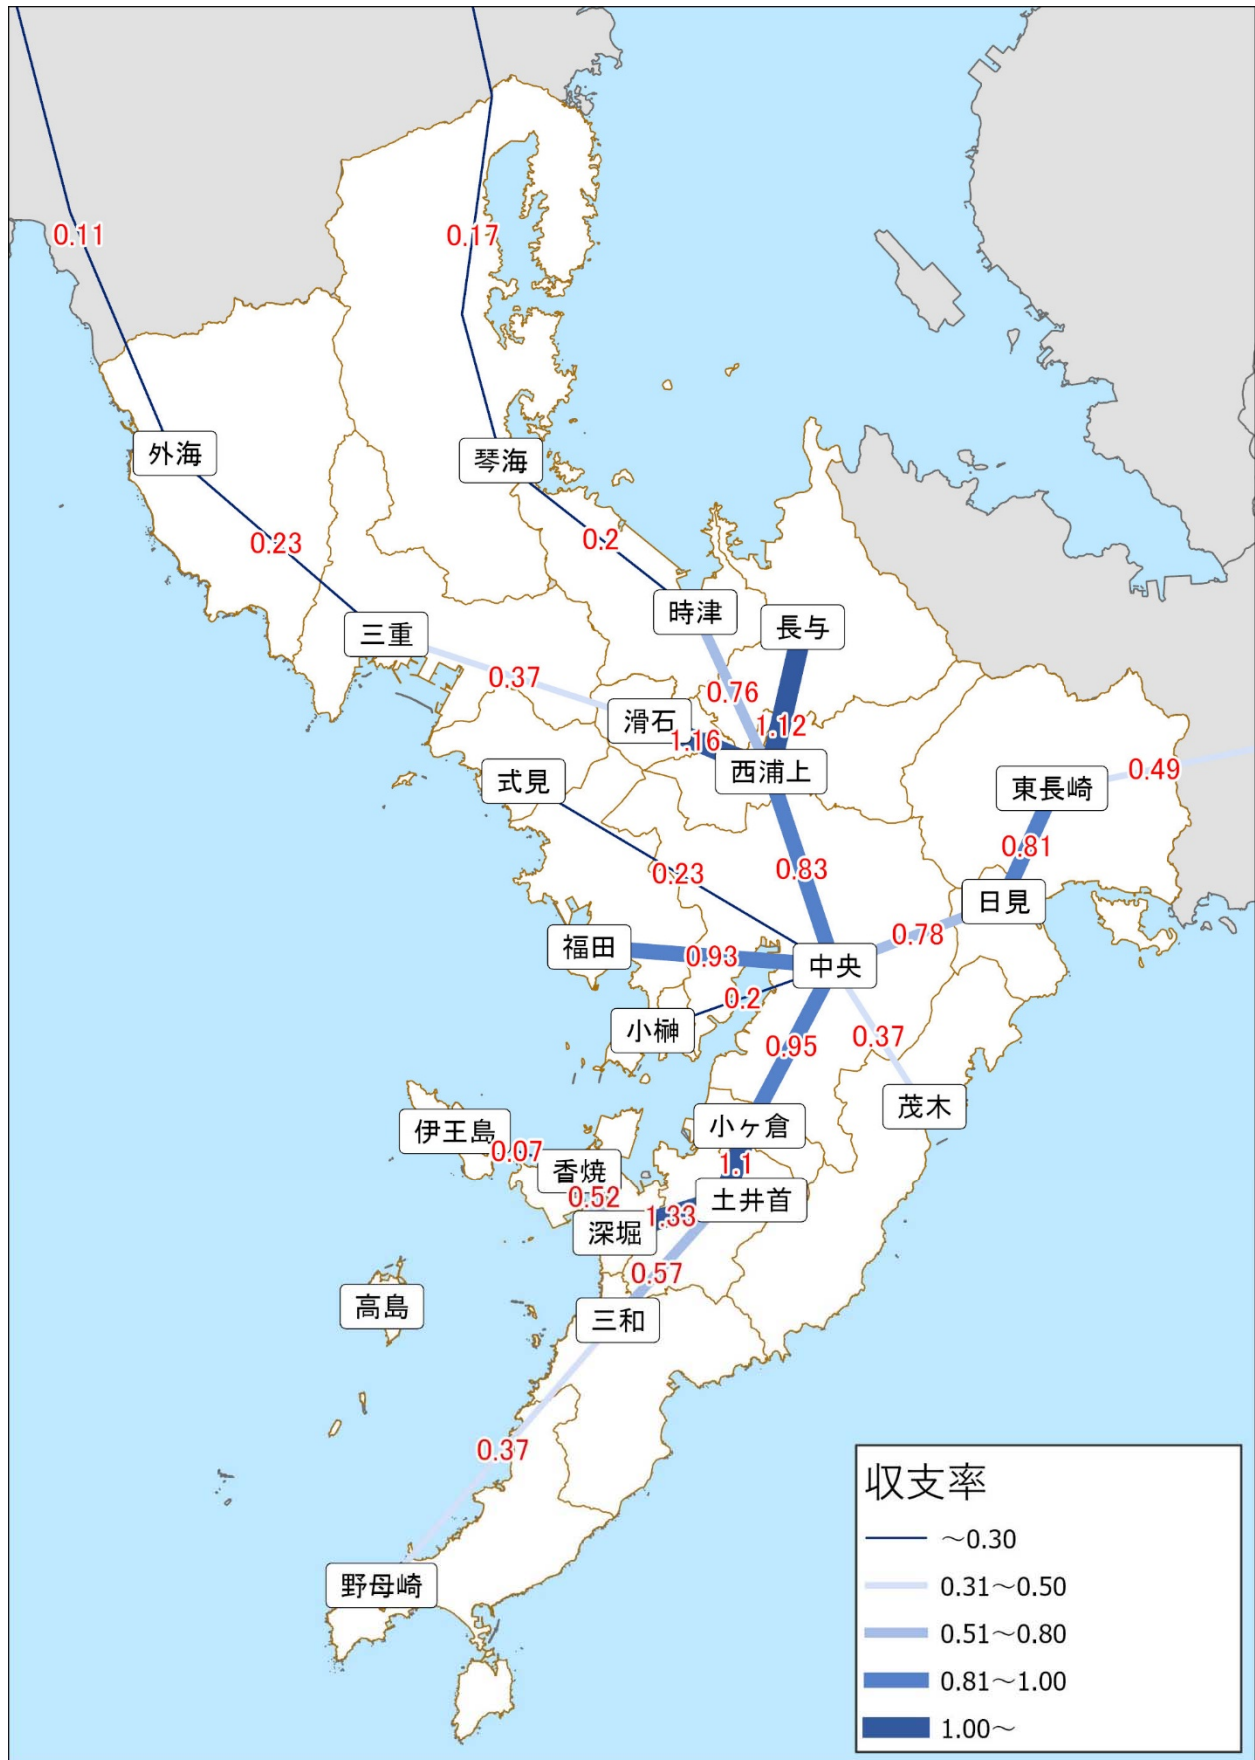 0.11
0.17
外海
琴海
0.23
0.2
時津
長与
三重
0.37
0.76
滑石
1.12
1.16
西浦上
0.49
式見
東長崎
0.81
0.23
0.83
日見
0.78
福田
0.93
中央
0.2
小榊
0.95
0.37
茂木
伊王島
小ヶ倉
0.07
香焼
1.1
0.52
土井首
深堀
1.33
0.57
高島
三和
0.37
野母崎
収支率
～0.30
0.31～0.50
0.51～0.80
0.81～1.00
1.00～